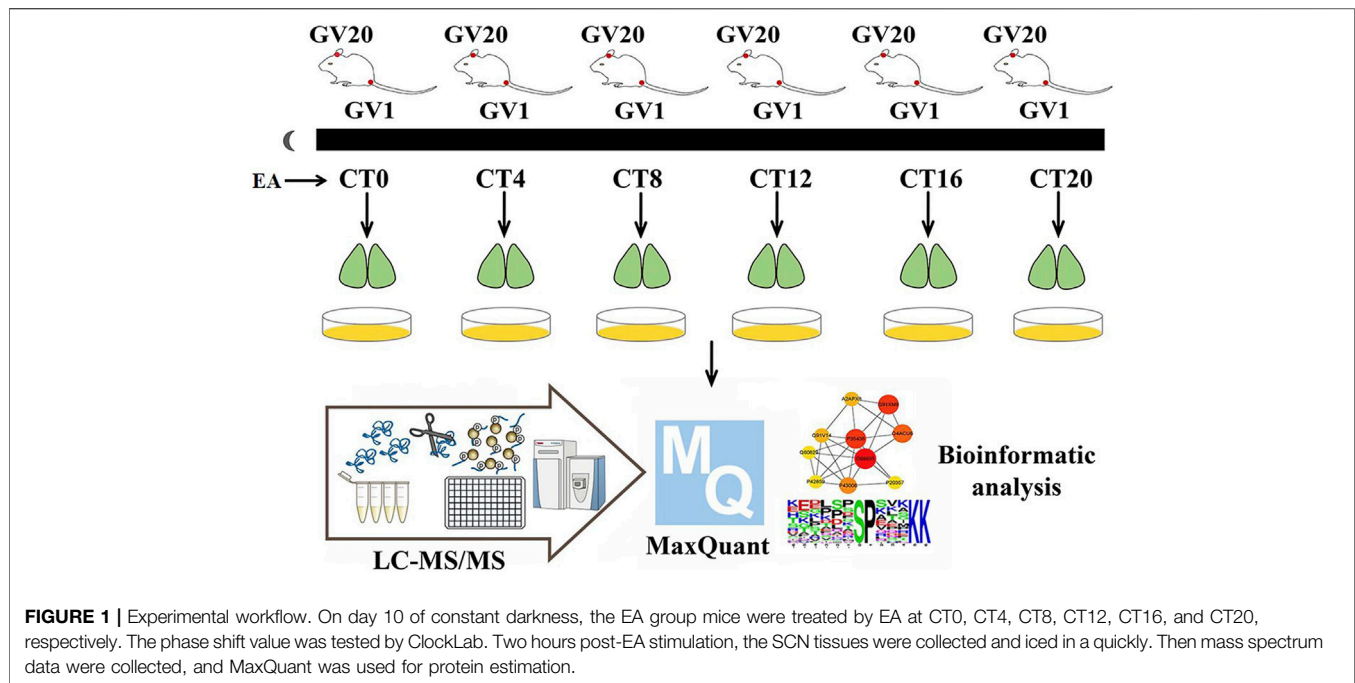 GV20 GV20 GV20 GV20 GV20 GV20
GV1 GV1 GV1 GV1 GV1 GV1
EA CT0 CT4 CT8 CT12 CT16 CT20
LC-MS/MS
MQ
MaxQuant
Bioinformatic
analysis
FIGURE 1 | Experimental workflow. On day 10 of constant darkness, the EA group mice were treated by EA at CT0, CT4, CT8, CT12, CT16, and CT20,
respectively. The phase shift value was tested by ClockLab. Two hours post-EA stimulation, the SCN tissues were collected and iced in a quickly. Then mass spectrum
data were collected, and MaxQuant was used for protein estimation.